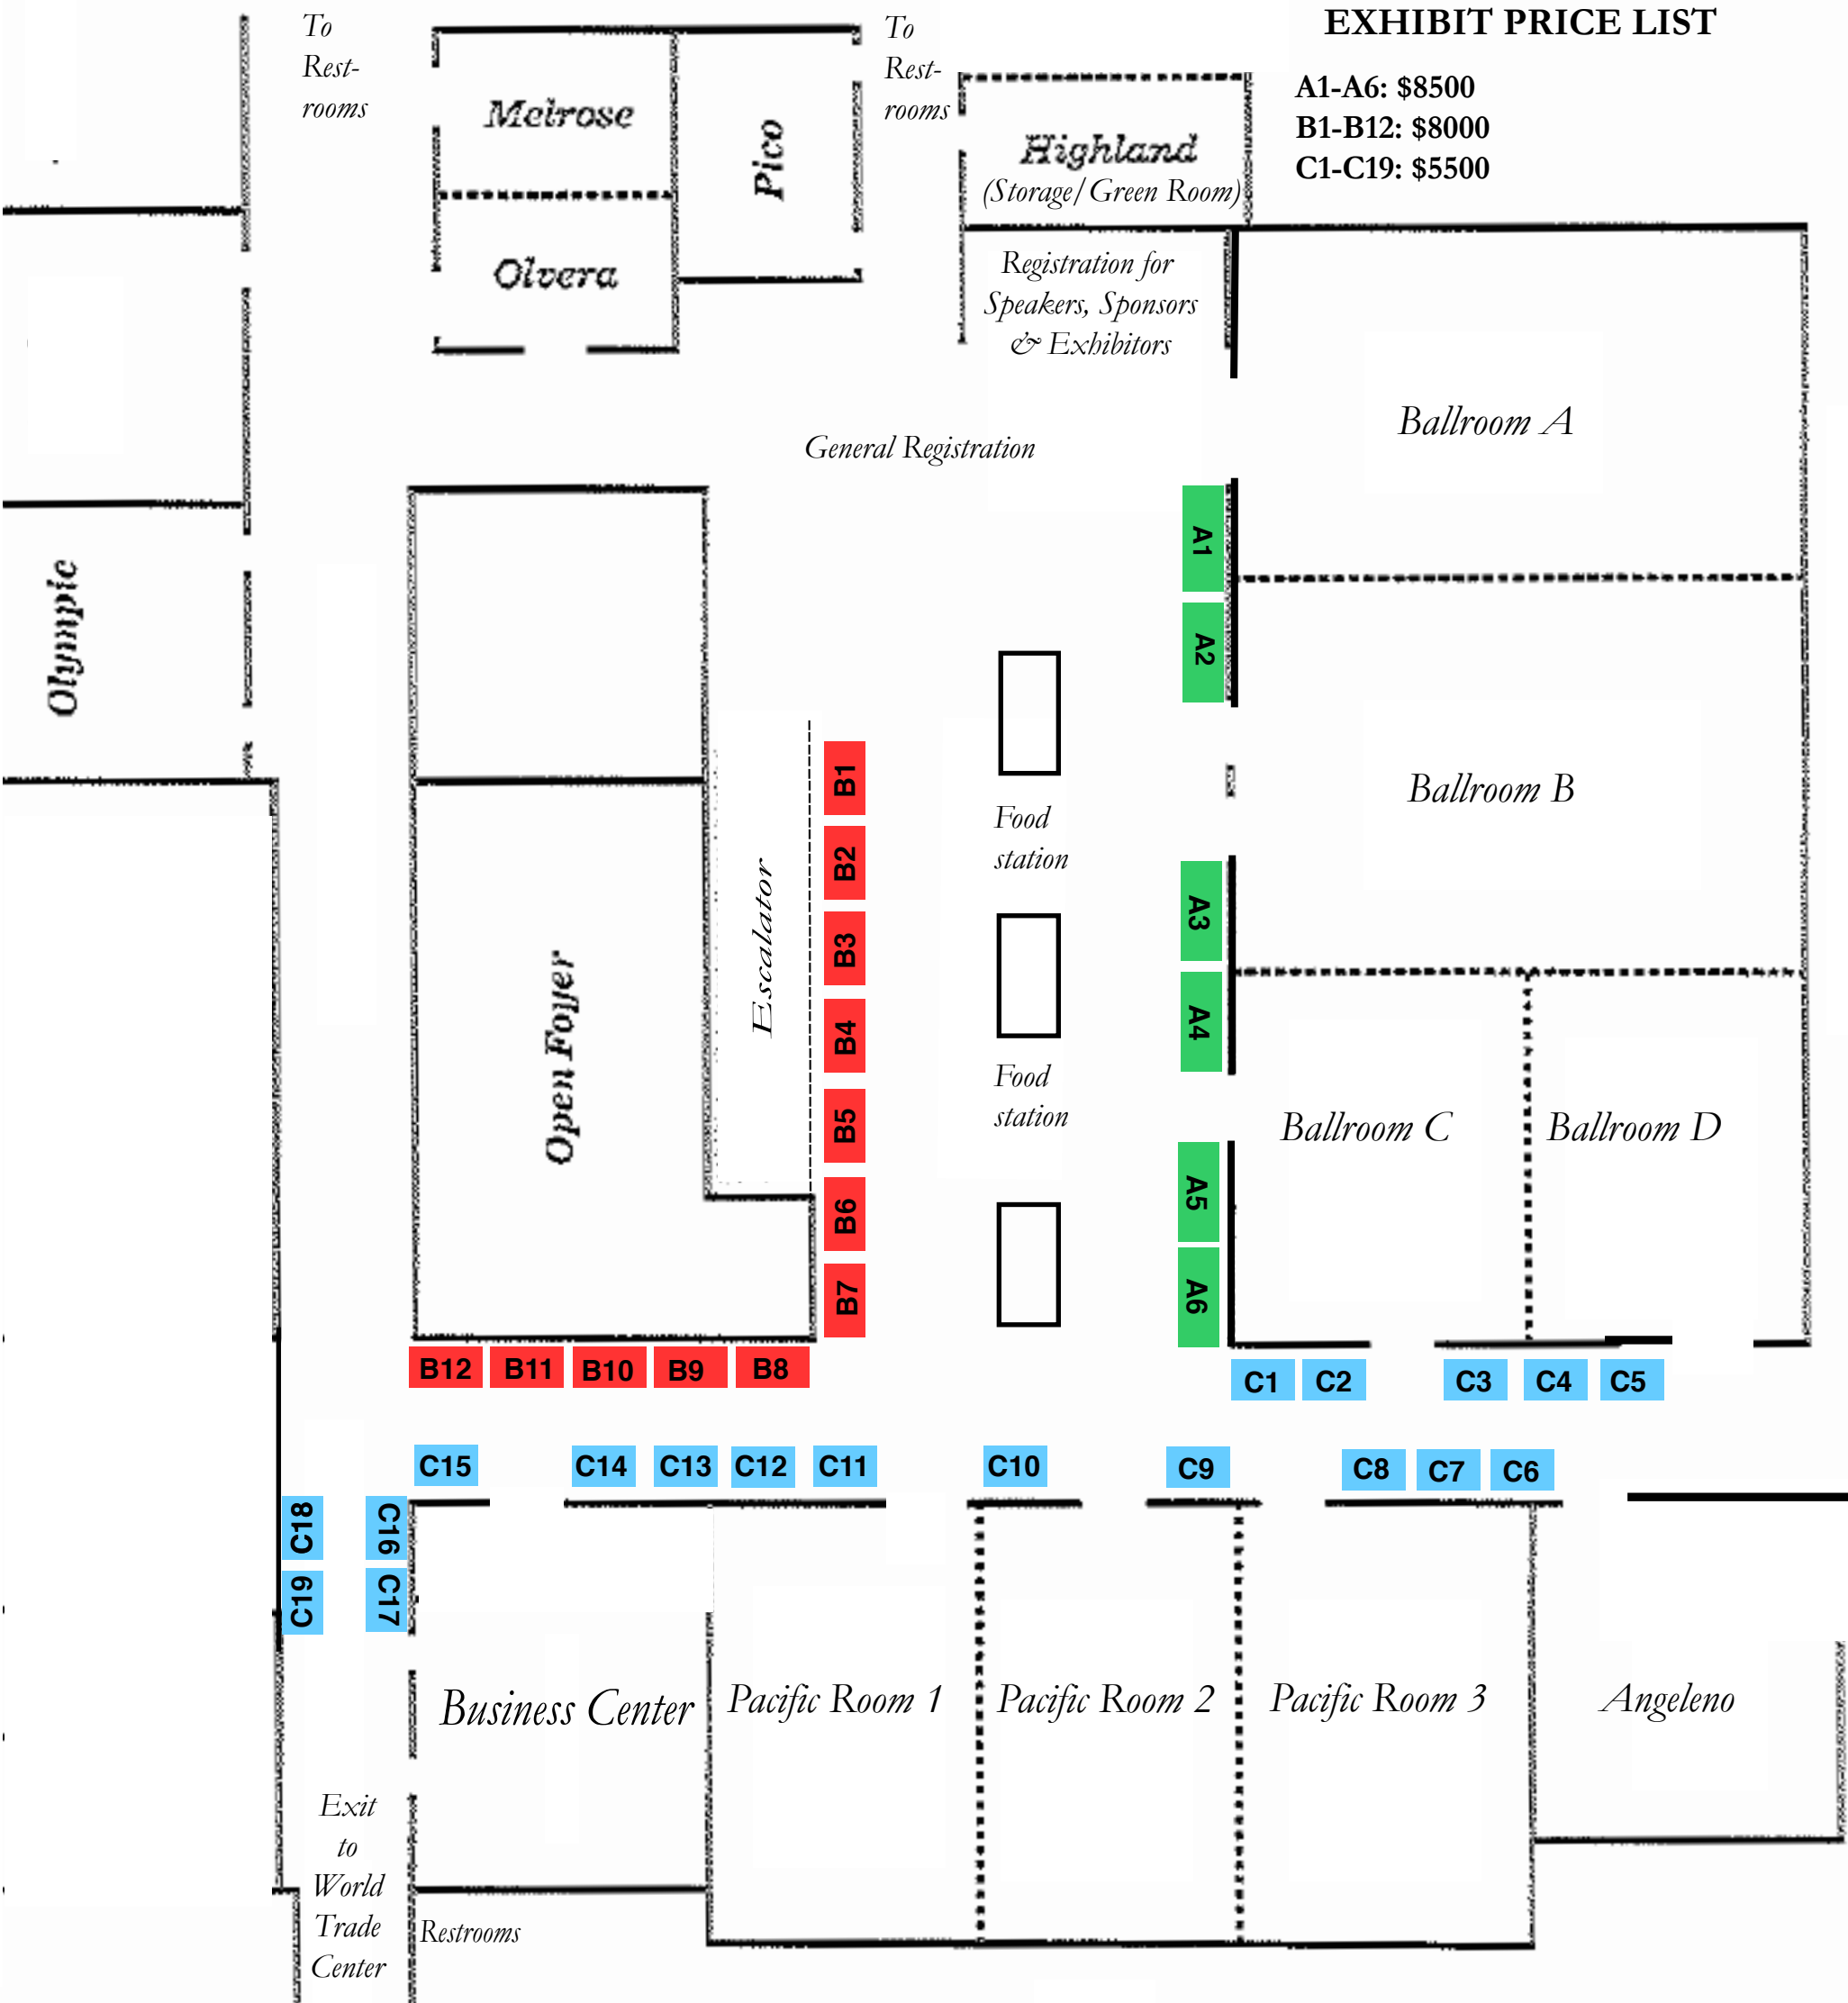 EXHIBIT PRICE LIST
A1-A6: $8500
B1-B12: $8000
C1-C19: $5500
To
Rest-
rooms
Melrose
Pico
To
Rest-
rooms
Highland
(Storage/Green Room)
Olvera
Registration for
Speakers, Sponsors
& Exhibitors
Ballroom A
General Registration
A1
Olympic
A2
Ballroom B
B1
Food
station
B2
Escalator
A3
B3
Open Foyer
B4
A4
Food
station
B5
Ballroom C
Ballroom D
A5
B6
A6
B7
B12
B11
B10
B9
B8
C1
C2
C3
C4
C5
C15
C14
C13
C12
C11
C10
C9
C8
C7
C6
C18
C16
C19
C17
Business Center
Pacific Room 1
Pacific Room 2
Pacific Room 3
Angeleno
Exit
to
World
Trade
Center
Restrooms